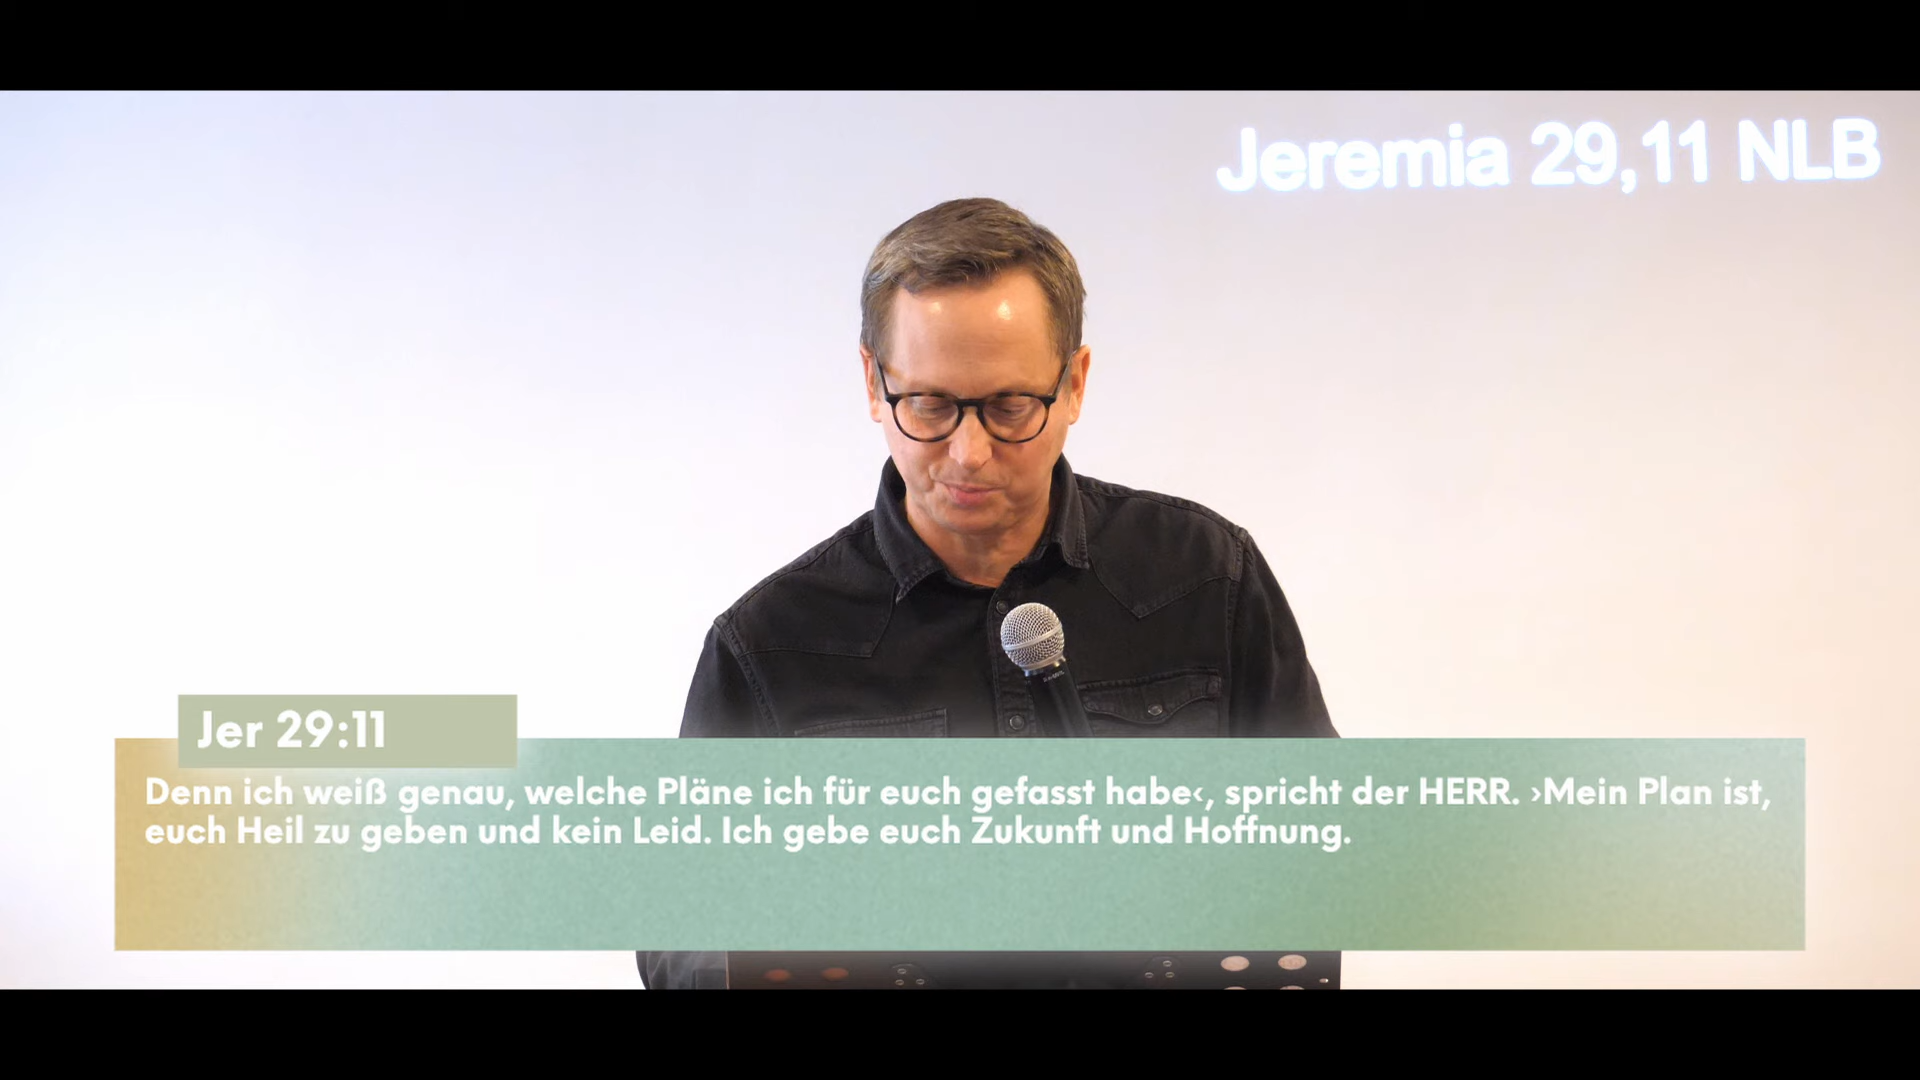 Jeremia 29,11 NLB
Jer 29:11
Denn ich weiß genau, welche Pläne ich für euch gefasst habe‹, spricht der HERR. ›Mein Plan ist,
euch Heil zu geben und kein Leid. Ich gebe euch Zukunft und Hoffnung.